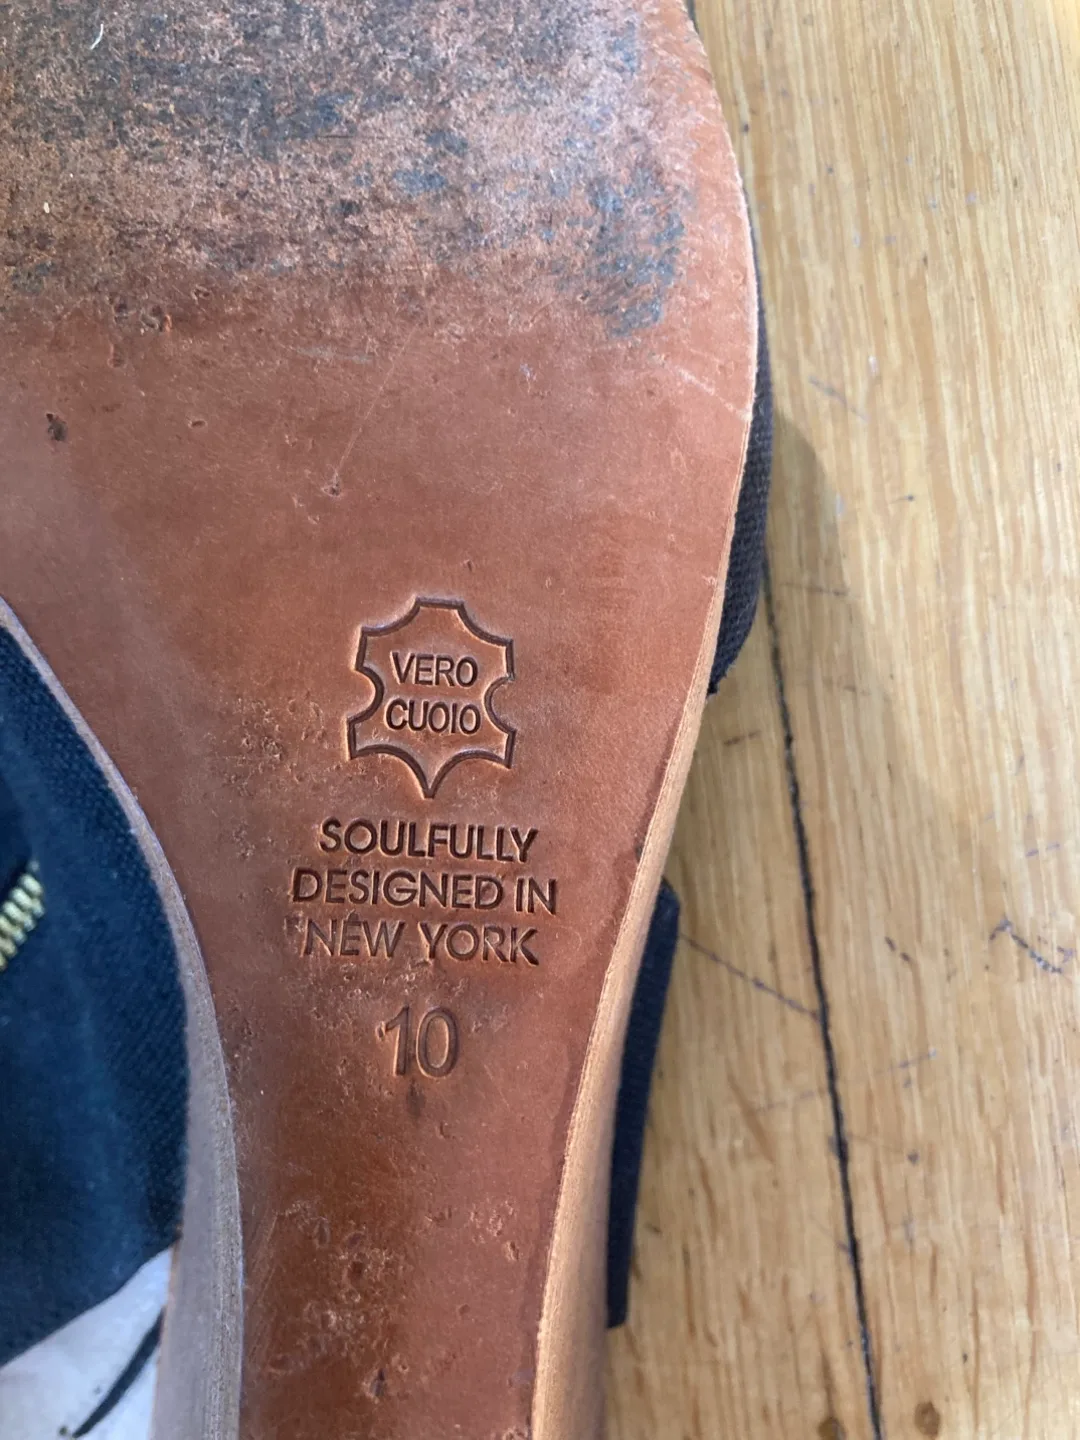 VERO
CUOIO
SOULFULLY
DESIGNED IN
NEW YORK
10